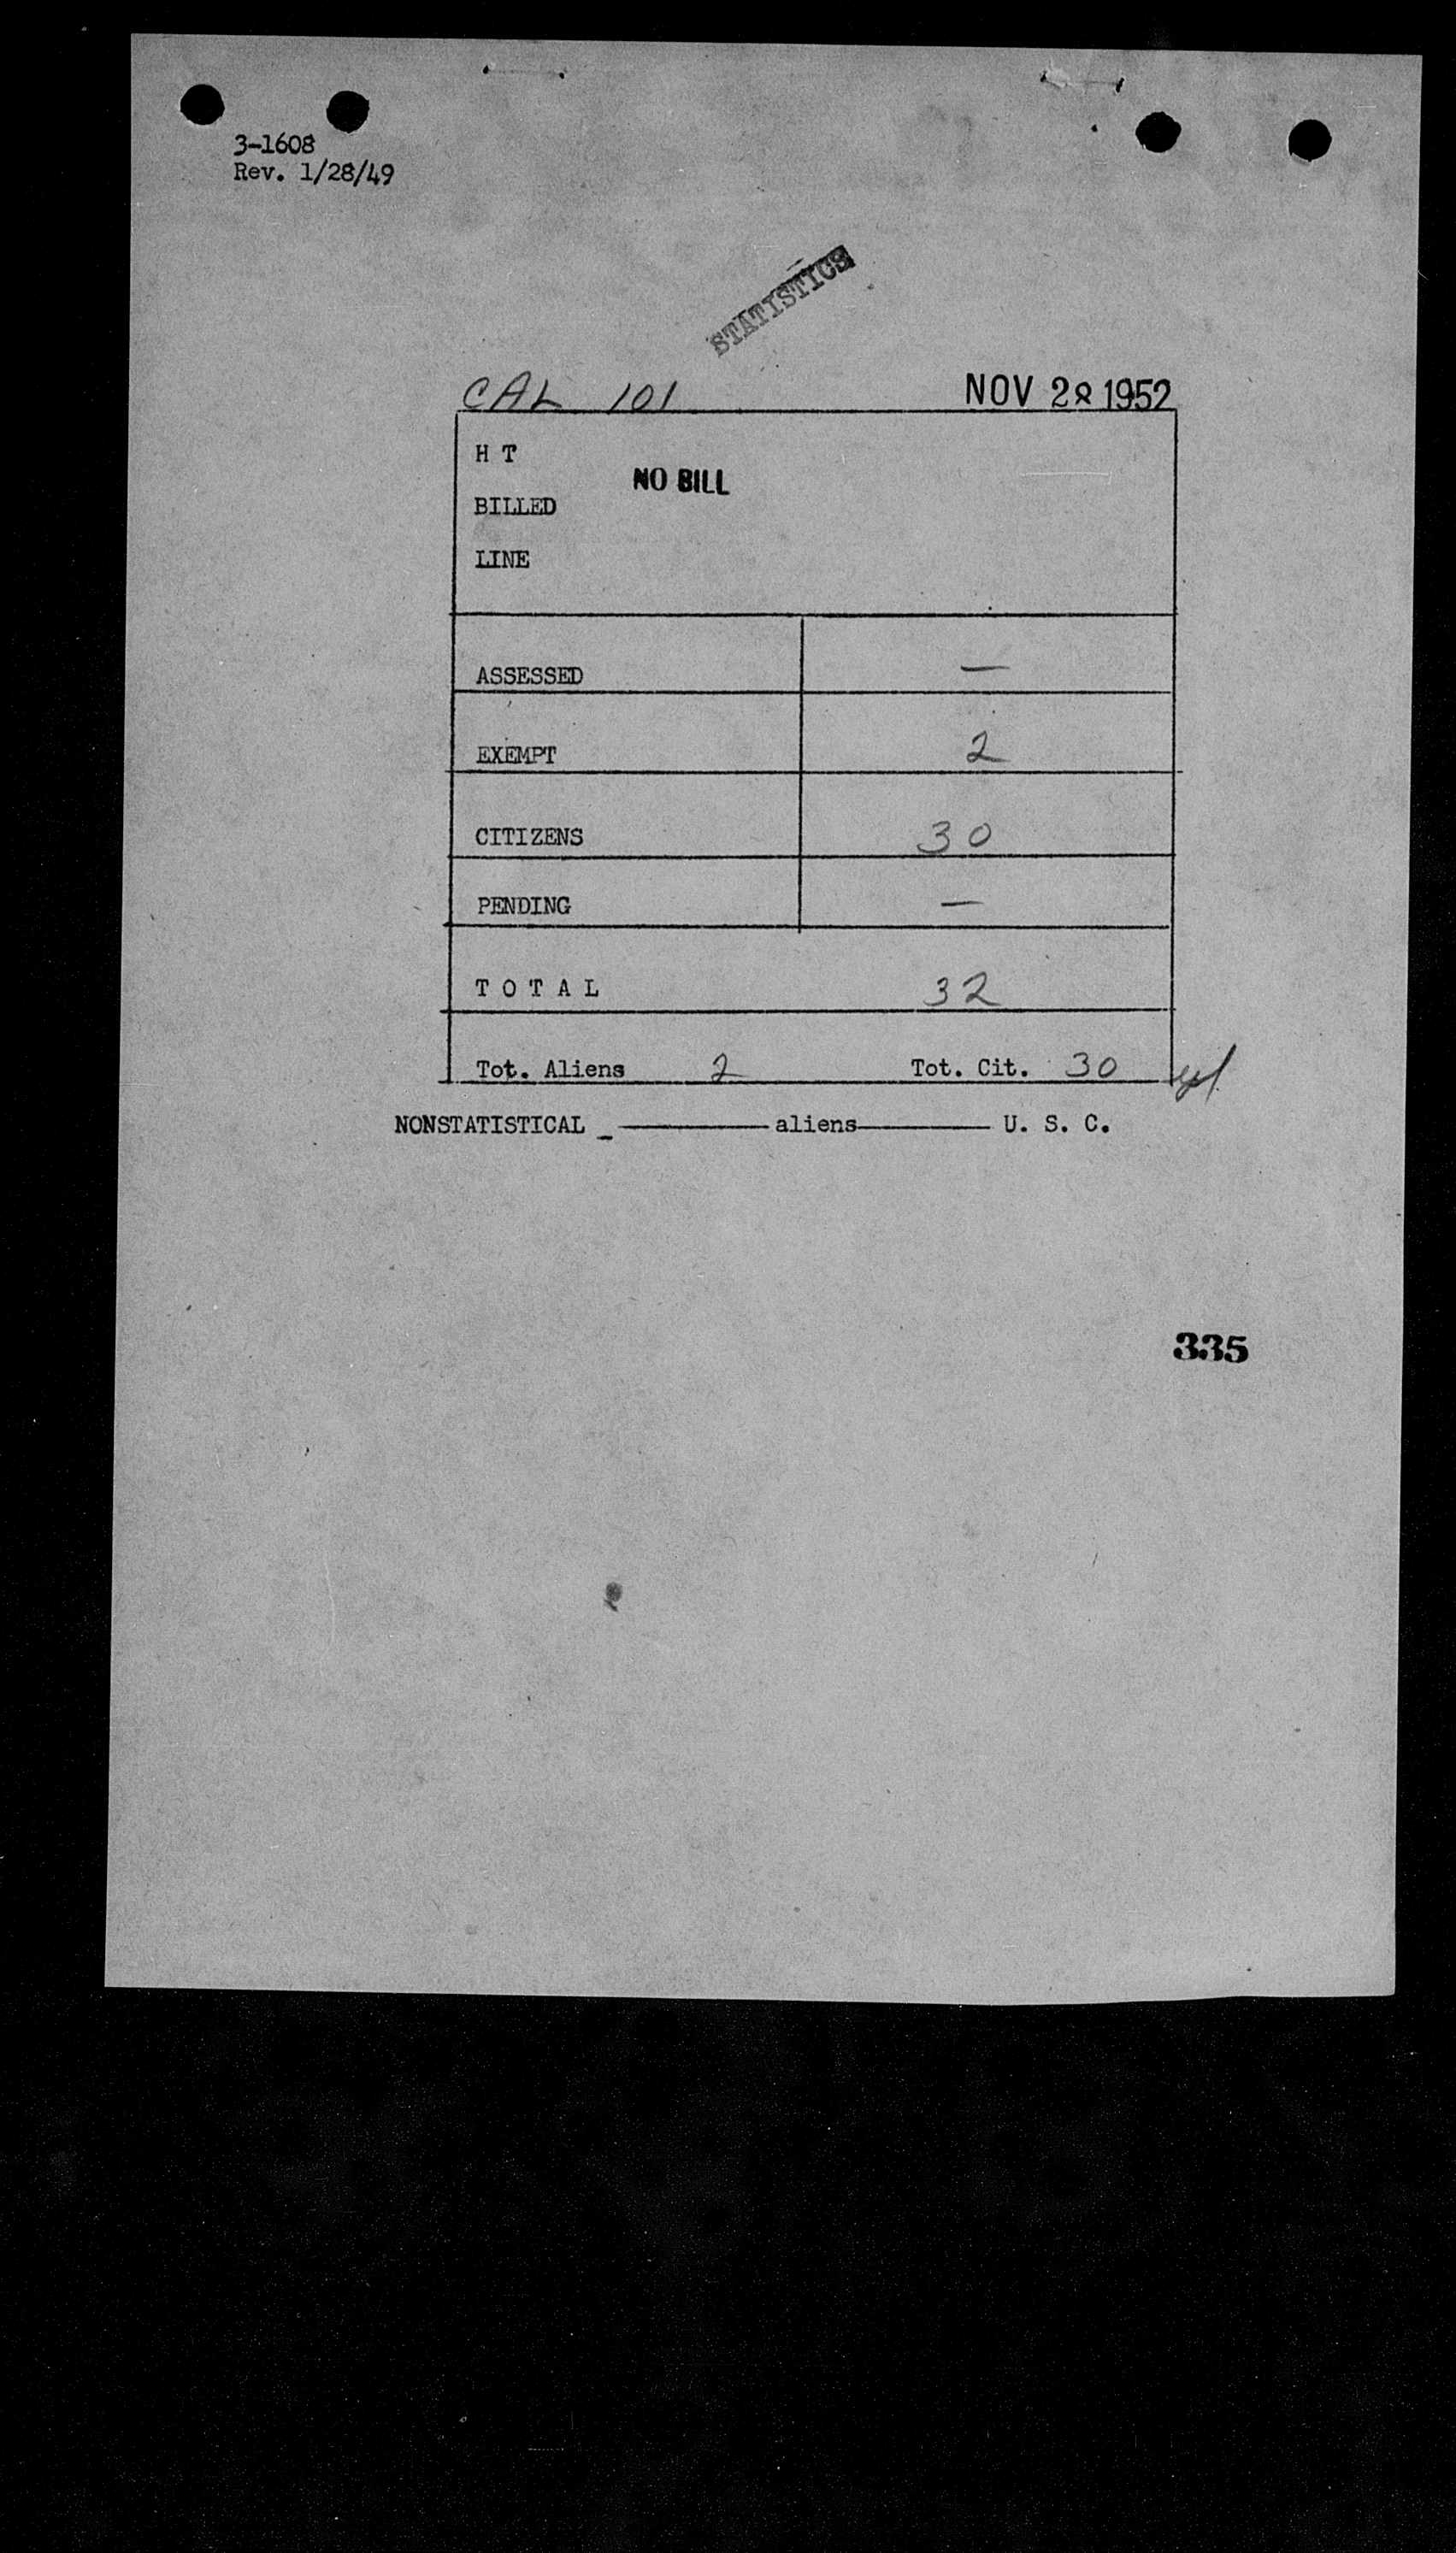 3-1608
Rev. 1/28/49
STATISTICS
CAL 101 NOV 28 1952
H T
NO BILL
BILLED
LINE
ASSESSED —
EXEMPT 2
CITIZENS 30
PENDING —
T O T A L 32
Tot. Aliens 2 Tot. Cit. 30
NONSTATISTICAL _ ———— aliens ———— U. S. C.
335